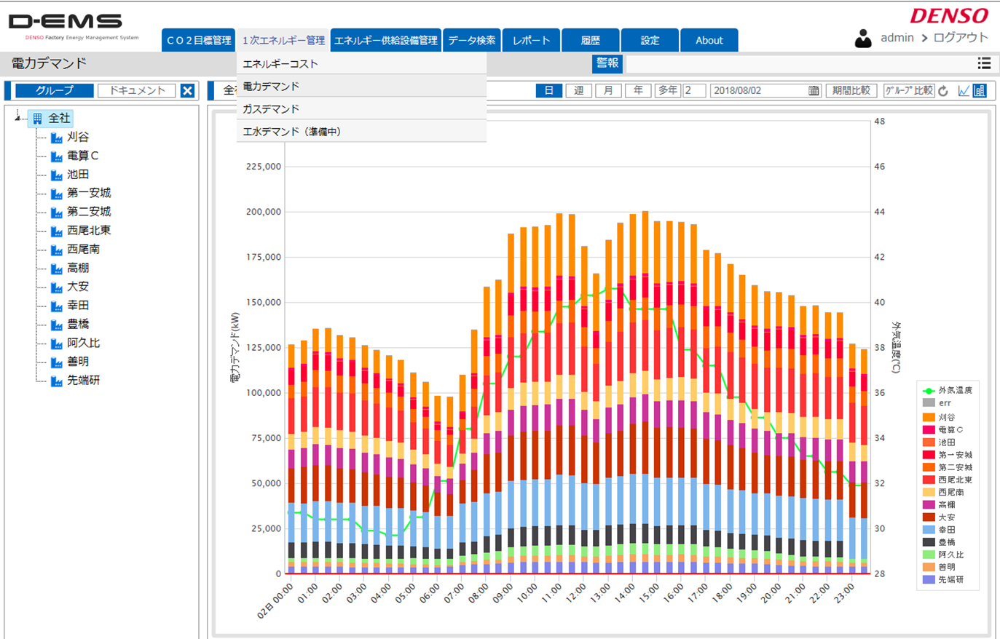 D-EMS
DENSO Factory Energy Management System
DENSO
admin > ログアウト
ＣＯ２目標管理
１次エネルギー管理
エネルギー供給設備管理
データ検索
レポート
履歴
設定
About
電力デマンド
警報
エネルギーコスト
電力デマンド
ガスデマンド
工水デマンド（準備中）
グループ
ドキュメント
全
日
週
月
年
多年
2
2018/08/02
期間比較
ｸﾞﾙｰﾌﾟ比較
全社
刈谷
電算Ｃ
池田
第一安城
第二安城
西尾北東
西尾南
高棚
大安
幸田
豊橋
阿久比
善明
先端研
電力デマンド(kW)
225,000
200,000
175,000
150,000
125,000
100,000
75,000
50,000
25,000
0
48
46
44
42
40
38
36
34
32
30
28
外気温度(℃)
02日 00:00
01:00
02:00
03:00
04:00
05:00
06:00
07:00
08:00
09:00
10:00
11:00
12:00
13:00
14:00
15:00
16:00
17:00
18:00
19:00
20:00
21:00
22:00
23:00
外気温度
err
刈谷
電算Ｃ
池田
第一安城
第二安城
西尾北東
西尾南
高棚
大安
幸田
豊橋
阿久比
善明
先端研